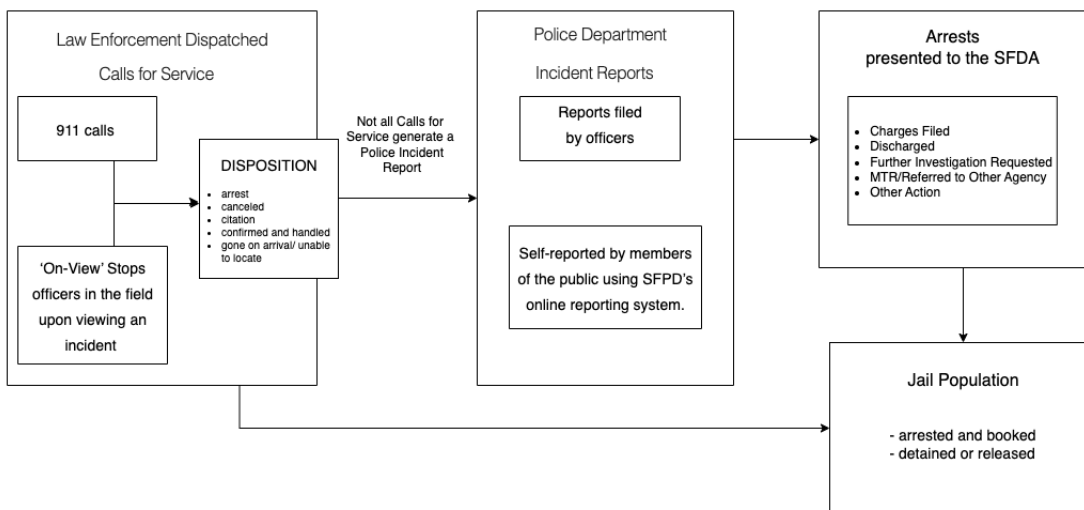 Law Enforcement Dispatched
Calls for Service
911 calls
'On-View' Stops
officers in the field
upon viewing an
incident
DISPOSITION
• arrest
• canceled
• citation
• confirmed and handled
• gone on arrival/ unable
to locate
Not all Calls for
Service generate a
Police Incident
Report
Police Department
Incident Reports
Reports filed
by officers
Self-reported by members
of the public using SFPD's
online reporting system.
Arrests
presented to the SFDA
• Charges Filed
• Discharged
• Further Investigation Requested
• MTR/Referred to Other Agency
• Other Action
Jail Population
- arrested and booked
- detained or released